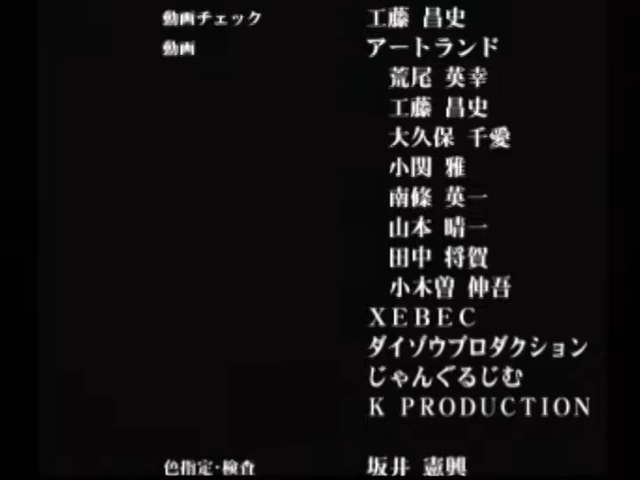 動画チェック 工藤 昌史
動画 アートランド
荒尾 英幸
工藤 昌史
大久保 千愛
小関 雅
南條 英一
山本 晴一
田中 将賀
小木曽 伸吾
XEBEC
ダイゾウプロダクション
じゃんぐるじむ
K PRODUCTION
色指定・検査 坂井 憲興